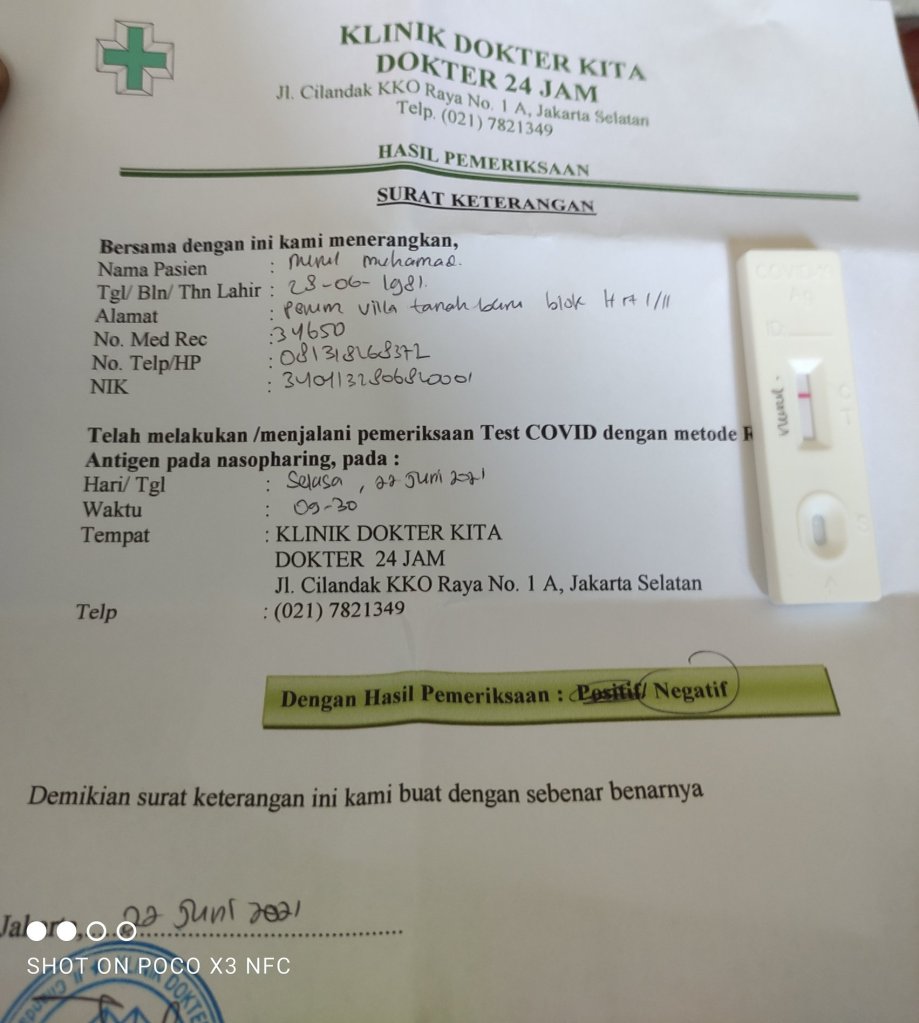 KLINIK DOKTER KITA
DOKTER 24 JAM
Jl. Cilandak KKO Raya No. 1 A, Jakarta Selatan
Telp. (021) 7821349
HASIL PEMERIKSAAN
SURAT KETERANGAN
Bersama dengan ini kami menerangkan,
Nama Pasien : nurul muhamad.
Tgl/ Bln/ Thn Lahir : 28-06-1981.
Alamat : perum villa tanah baru blok H
No. Med Rec : 34650
No. Telp/HP :
NIK :
Telah melakukan /menjalani pemeriksaan Test COVID dengan metode R
Antigen pada nasopharing, pada :
Hari/ Tgl : Selasa, 22 Juni 2021
Waktu : 09-30
Tempat : KLINIK DOKTER KITA
DOKTER 24 JAM
Jl. Cilandak KKO Raya No. 1 A, Jakarta Selatan
Telp : (021) 7821349
Dengan Hasil Pemeriksaan : Positif/ Negatif
Demikian surat keterangan ini kami buat dengan sebenar benarnya
Jakarta, 22 Juni 2021
SHOT ON POCO X3 NFC
COVID-19
Ag
ID:
nurul.
C
T
S